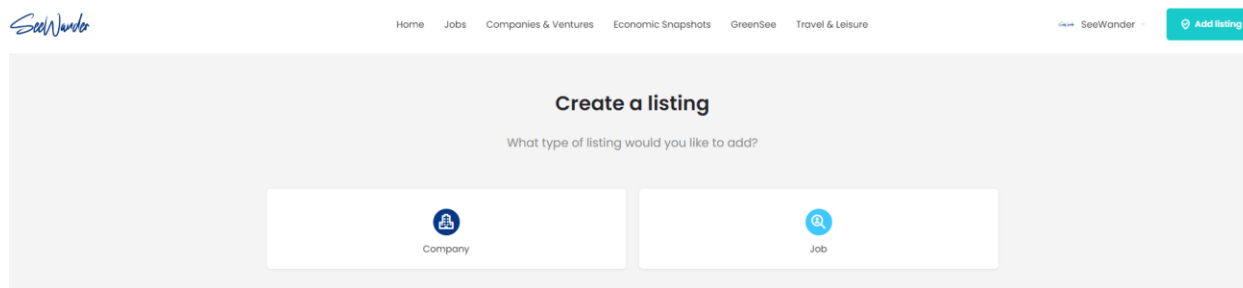 SeeWander
Home Jobs Companies & Ventures Economic Snapshots GreenSee Travel & Leisure SeeWander Add listing
Create a listing
What type of listing would you like to add?
Company Job